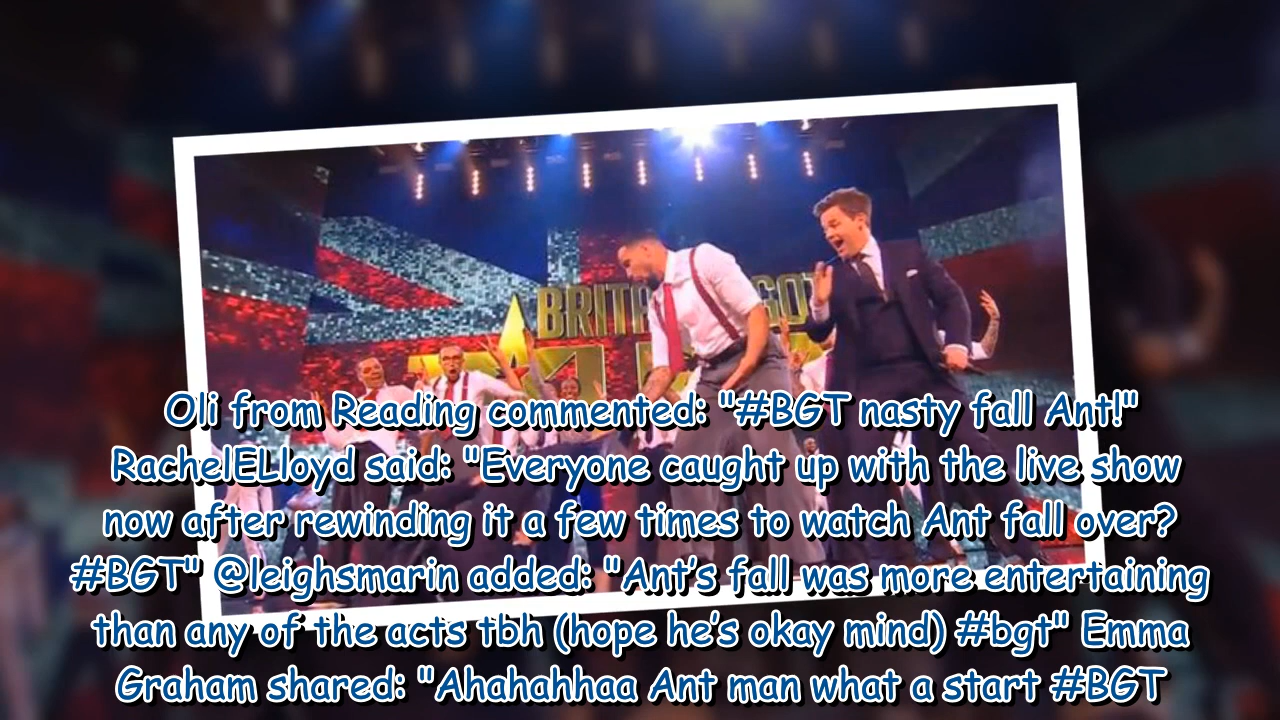 BRITA GOT
Oli from Reading commented: "#BGT nasty fall Ant!"
RachelELloyd said: "Everyone caught up with the live show
now after rewinding it a few times to watch Ant fall over?
#BGT" @leighsmarin added: "Ant's fall was more entertaining
than any of the acts tbh (hope he's okay mind) #bgt" Emma
Graham shared: "Ahahahhaa Ant man what a start #BGT